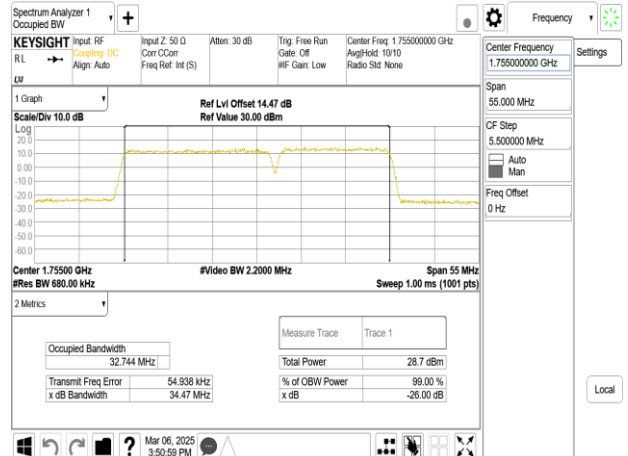 Spectrum Analyzer 1
Occupied BW
Frequency
KEYSIGHT
RL
Input: RF
Coupling: DC
Align: Auto
Input Z: 50 Ω
Corr CCorr
Freq Ref: Int (S)
Atten: 30 dB
Trig: Free Run
Gate: Off
#IF Gain: Low
Center Freq: 1.755000000 GHz
Avg|Hold: 10/10
Radio Std: None
LXI
Center Frequency
1.755000000 GHz
Settings
Span
55.000 MHz
CF Step
5.500000 MHz
Auto
Man
Freq Offset
0 Hz
Local
1 Graph
Scale/Div 10.0 dB
Ref Lvl Offset 14.47 dB
Ref Value 30.00 dBm
Log
20.0
10.0
0.00
-10.0
-20.0
-30.0
-40.0
-50.0
-60.0
Center 1.75500 GHz
#Video BW 2.2000 MHz
Span 55 MHz
#Res BW 680.00 kHz
Sweep 1.00 ms (1001 pts)
2 Metrics
Measure Trace Trace 1
Occupied Bandwidth
32.744 MHz
Total Power 28.7 dBm
Transmit Freq Error 54.938 kHz
% of OBW Power 99.00 %
x dB Bandwidth 34.47 MHz
x dB -26.00 dB
?
Mar 06, 2025
3:50:59 PM